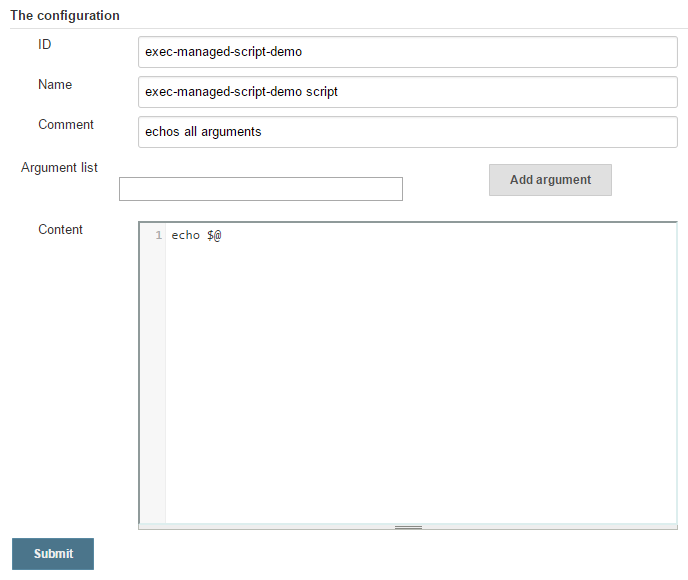 The configuration
ID
exec-managed-script-demo
Name
exec-managed-script-demo script
Comment
echos all arguments
Argument list
Add argument
Content
1 echo $@
Submit